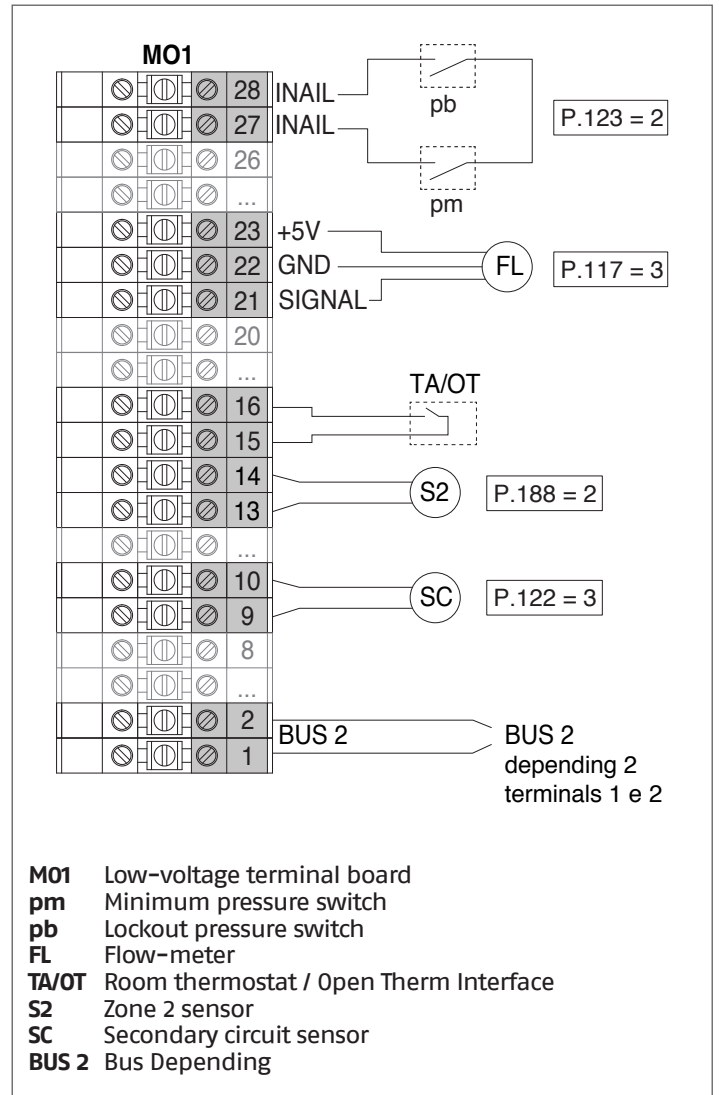 MO1
28 INAIL
pb
27 INAIL
P.123 = 2
26
pm
...
23 +5V
22 GND
FL
P.117 = 3
21 SIGNAL
20
...
TA/OT
16
15
14
S2
P.188 = 2
13
...
10
SC
P.122 = 3
9
8
...
2
BUS 2
BUS 2
1
depending 2
terminals 1 e 2
M01 Low-voltage terminal board
pm Minimum pressure switch
pb Lockout pressure switch
FL Flow-meter
TA/OT Room thermostat / Open Therm Interface
S2 Zone 2 sensor
SC Secondary circuit sensor
BUS 2 Bus Depending